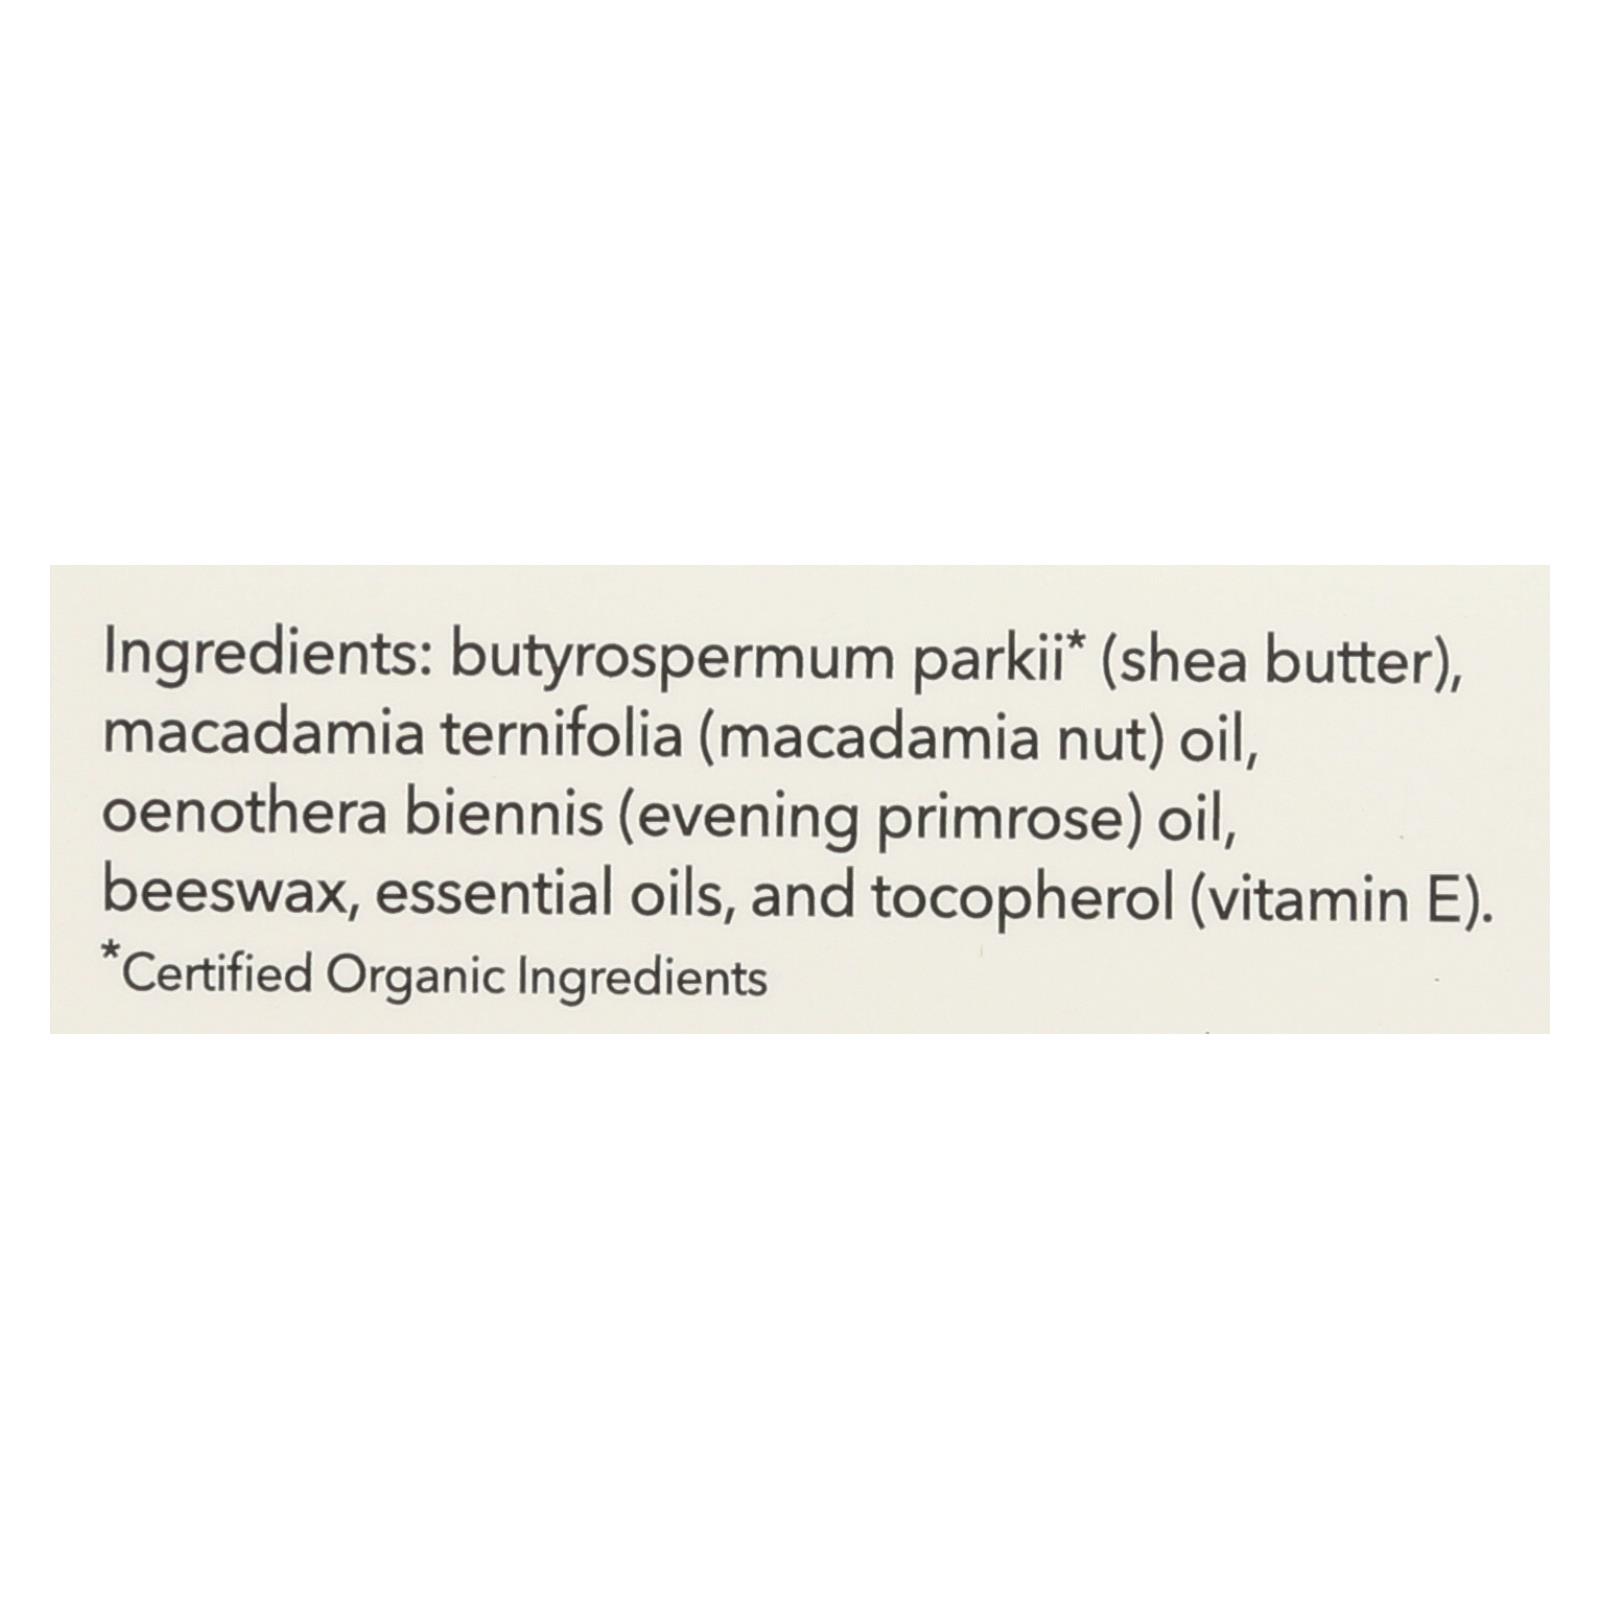 Ingredients: butyrospermum parkii* (shea butter),
macadamia ternifolia (macadamia nut) oil,
oenothera biennis (evening primrose) oil,
beeswax, essential oils, and tocopherol (vitamin E).
*Certified Organic Ingredients